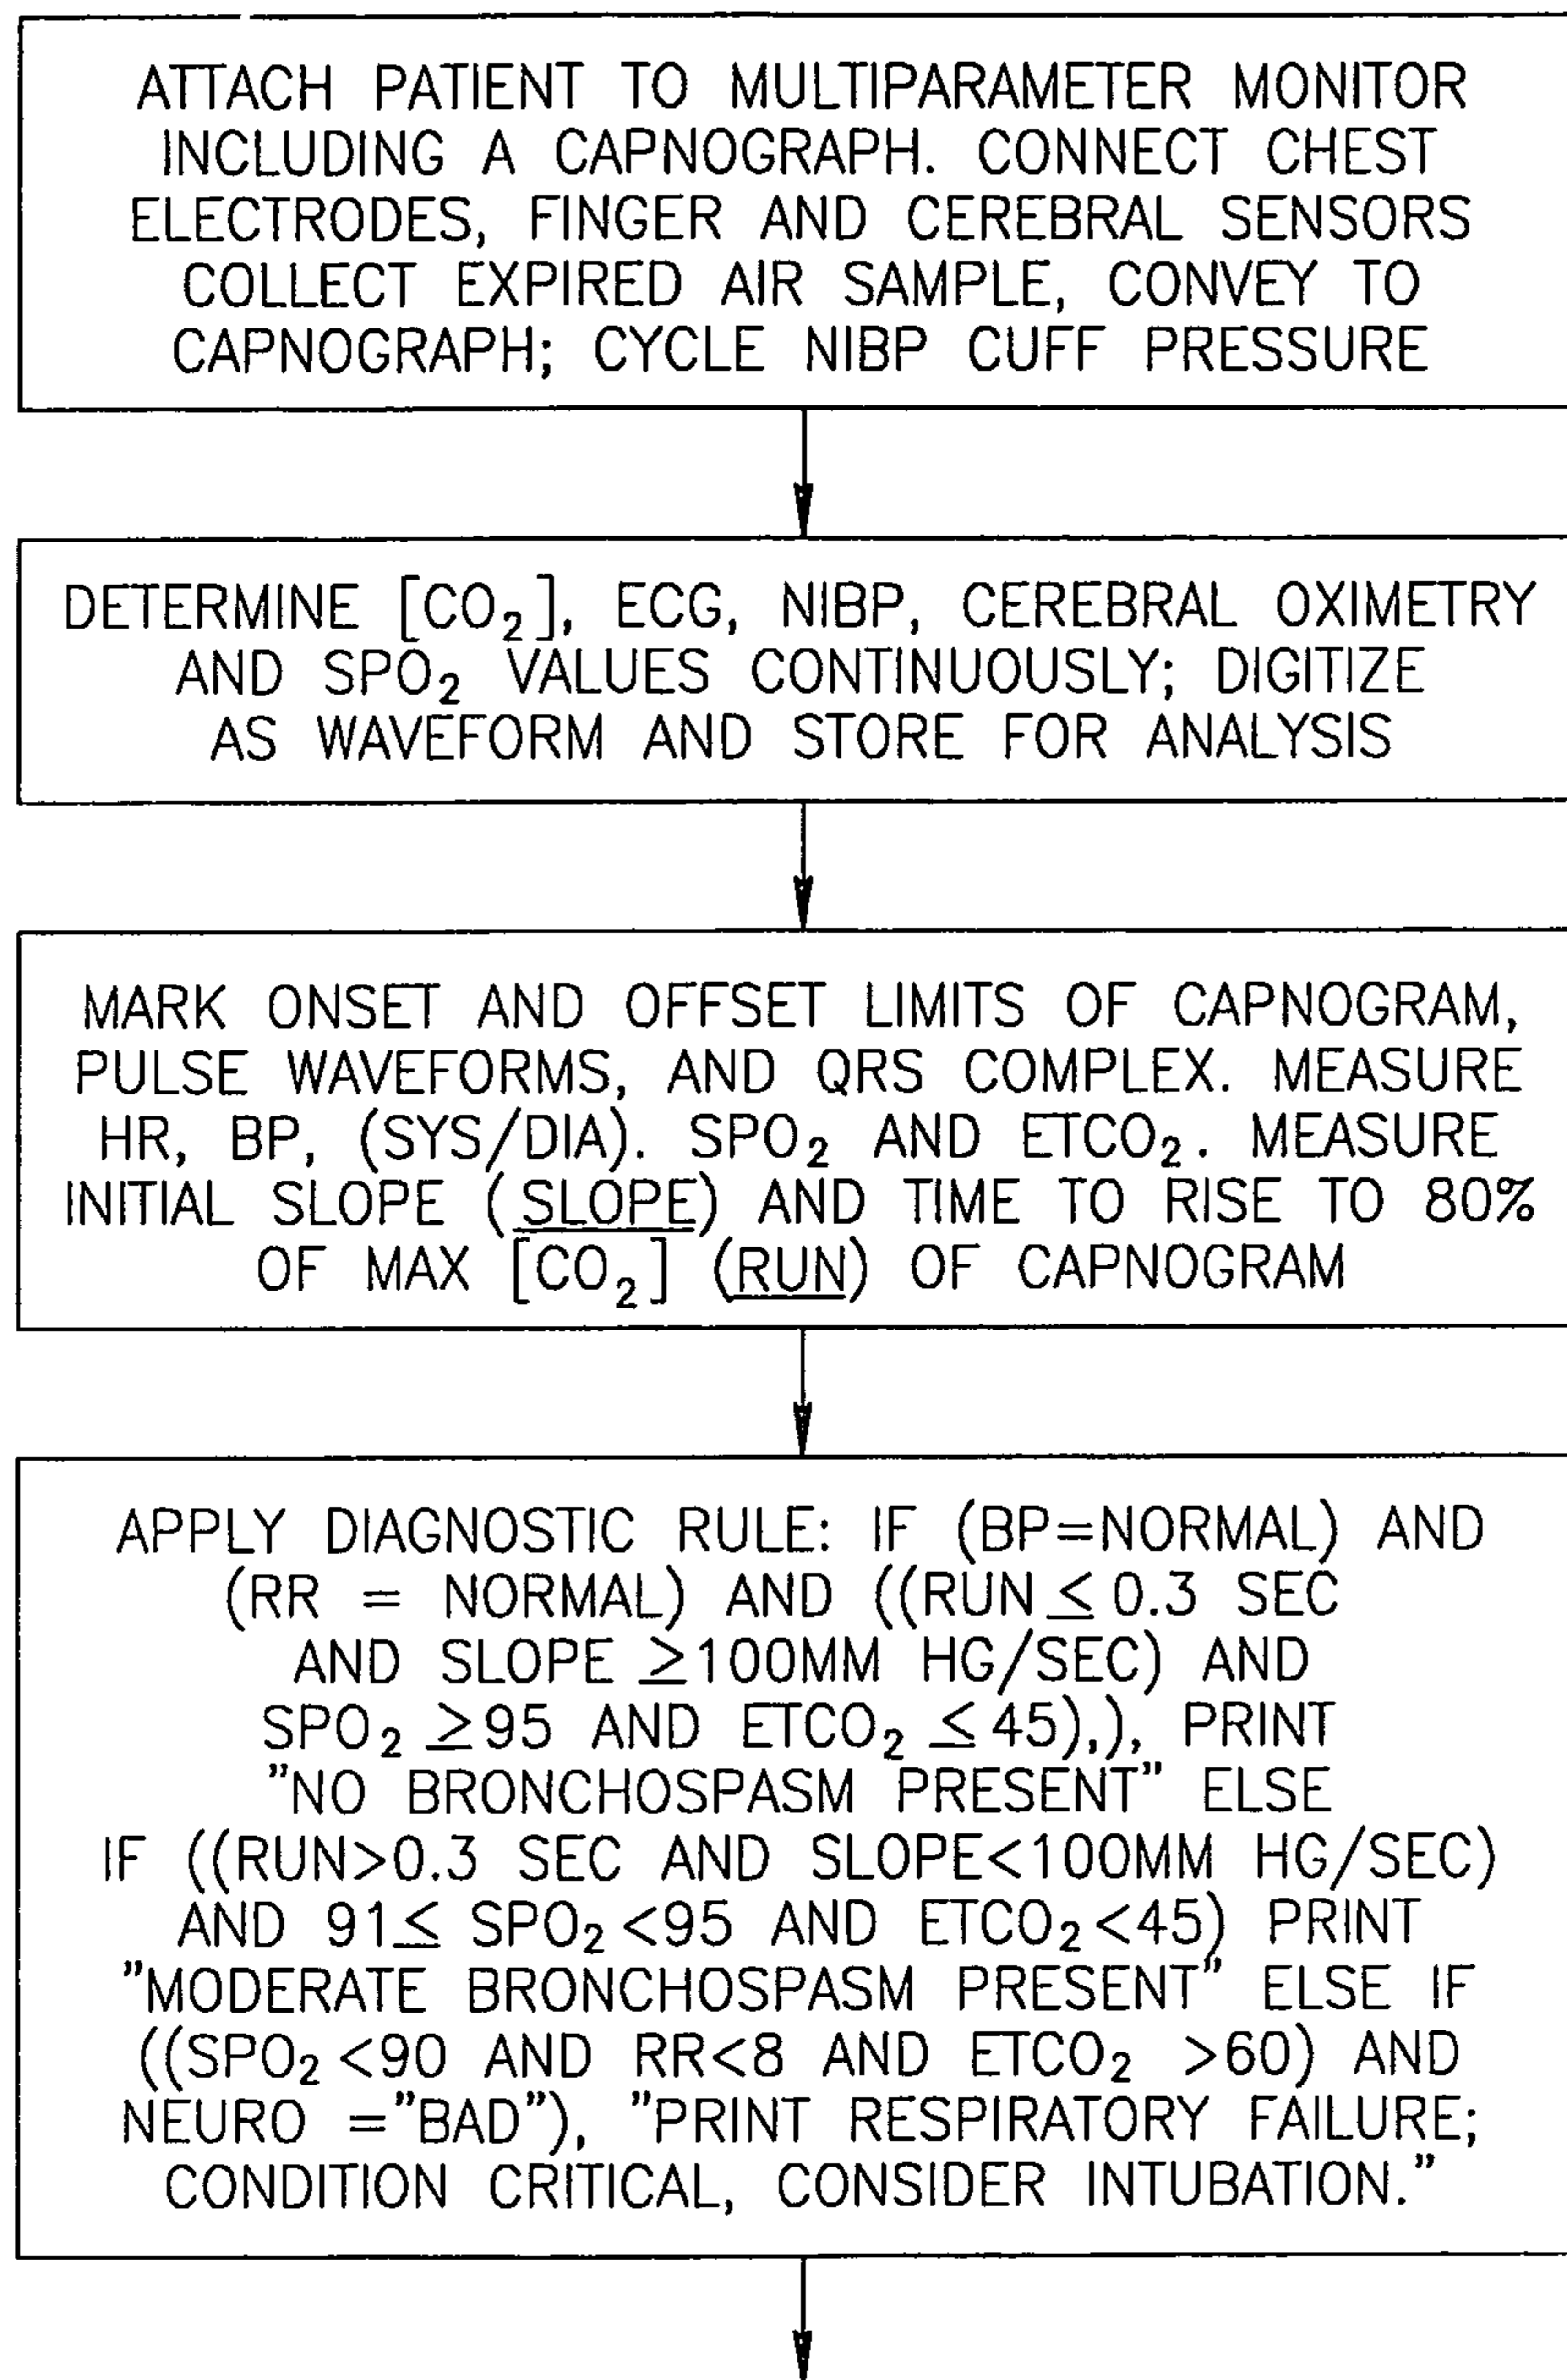 ATTACH PATIENT TO MULTIPARAMETER MONITOR
INCLUDING A CAPNOGRAPH. CONNECT CHEST
ELECTRODES, FINGER AND CEREBRAL SENSORS
COLLECT EXPIRED AIR SAMPLE, CONVEY TO
CAPNOGRAPH; CYCLE NIBP CUFF PRESSURE
DETERMINE [CO₂], ECG, NIBP, CEREBRAL OXIMETRY
AND SPO₂ VALUES CONTINUOUSLY; DIGITIZE
AS WAVEFORM AND STORE FOR ANALYSIS
MARK ONSET AND OFFSET LIMITS OF CAPNOGRAM,
PULSE WAVEFORMS, AND QRS COMPLEX. MEASURE
HR, BP, (SYS/DIA). SPO₂ AND ETCO₂. MEASURE
INITIAL SLOPE (SLOPE) AND TIME TO RISE TO 80%
OF MAX [CO₂] (RUN) OF CAPNOGRAM
APPLY DIAGNOSTIC RULE: IF (BP=NORMAL) AND
(RR = NORMAL) AND ((RUN ≤ 0.3 SEC
AND SLOPE ≥100MM HG/SEC) AND
SPO₂ ≥95 AND ETCO₂ ≤ 45),), PRINT
"NO BRONCHOSPASM PRESENT" ELSE
IF ((RUN>0.3 SEC AND SLOPE<100MM HG/SEC)
AND 91≤ SPO₂ <95 AND ETCO₂ <45) PRINT
"MODERATE BRONCHOSPASM PRESENT" ELSE IF
((SPO₂ <90 AND RR<8 AND ETCO₂ >60) AND
NEURO ="BAD"), "PRINT RESPIRATORY FAILURE;
CONDITION CRITICAL, CONSIDER INTUBATION."